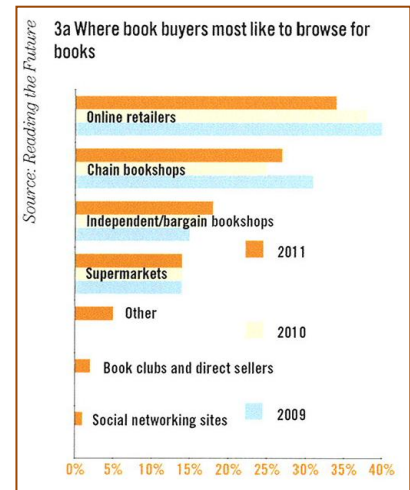 3a Where book buyers most like to browse for
books
Source: Reading the Future
Online retailers
Chain bookshops
Independent/bargain bookshops
2011
Supermarkets
Other
2010
Book clubs and direct sellers
Social networking sites
2009
0% 5% 10% 15% 20% 25% 30% 35% 40%